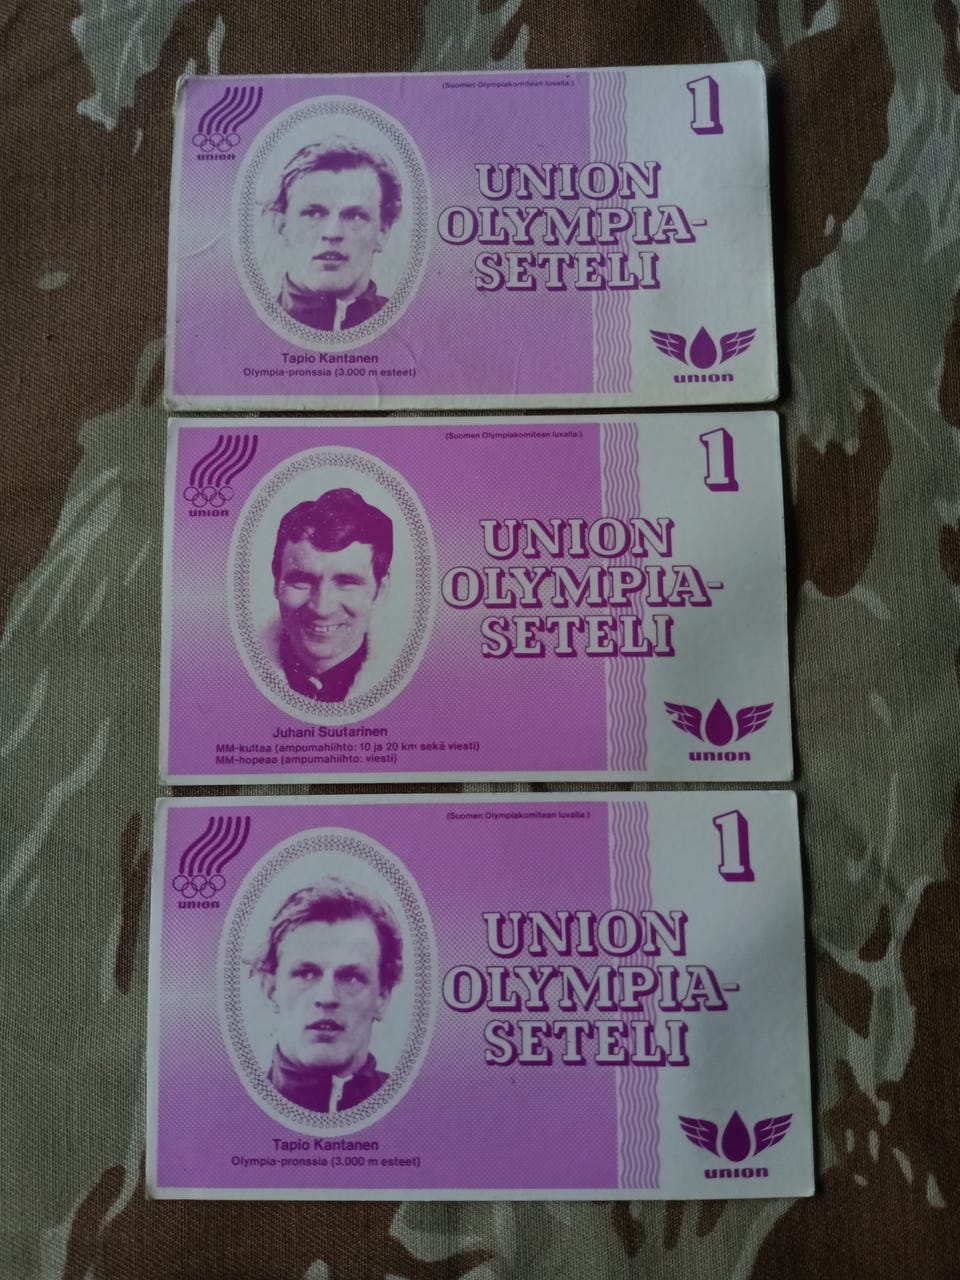 (Suomen Olympiakomitean luvalla.)
1
union
UNION
OLYMPIA-
SETELI
Tapio Kantanen
Olympia-pronssia (3.000 m esteet)
union
(Suomen Olympiakomitean luvalla.)
1
union
UNION
OLYMPIA-
SETELI
Juhani Suutarinen
MM-kultaa (ampumahiihto: 10 ja 20 km sekä viesti)
MM-hopeaa (ampumahiihto: viesti)
union
(Suomen Olympiakomitean luvalla.)
1
union
UNION
OLYMPIA-
SETELI
Tapio Kantanen
Olympia-pronssia (3.000 m esteet)
union